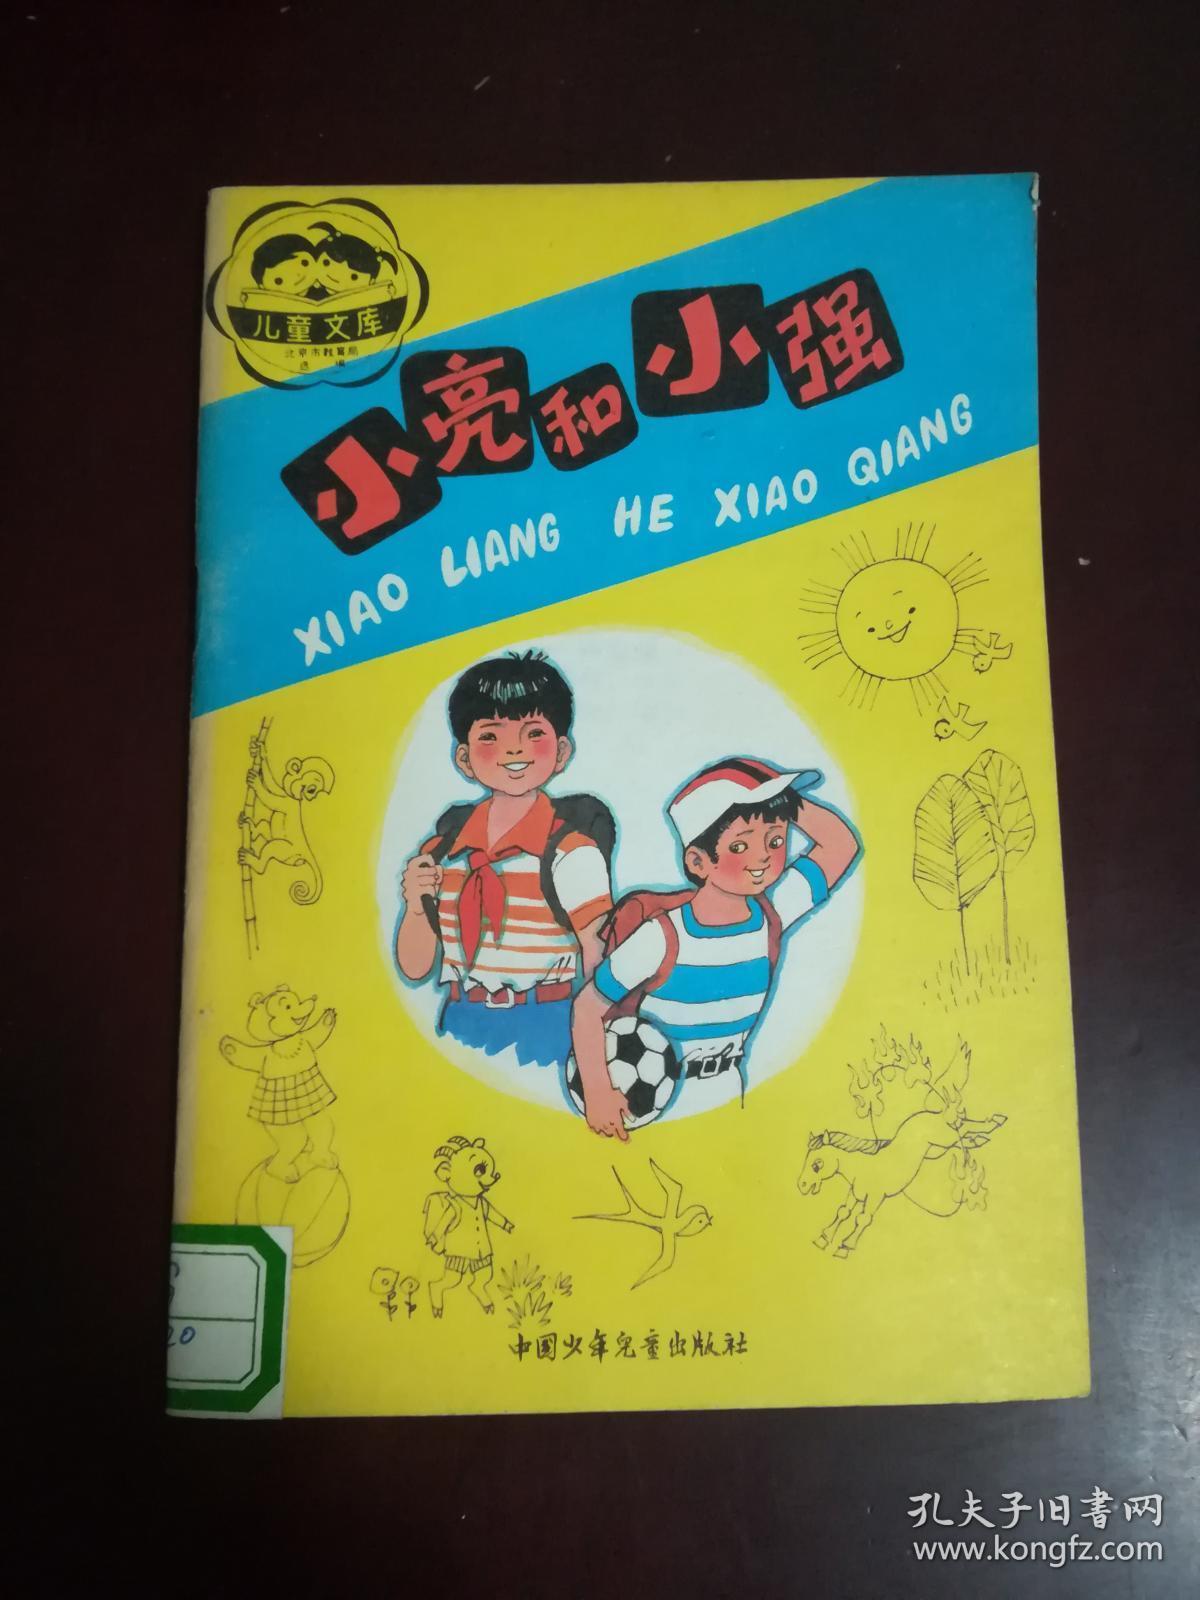 儿童文库
北京市教育局
选编
小亮和小强
XIAO LIANG HE XIAO QIANG
20
中国少年儿童出版社
孔夫子旧书网
www.kongfz.com